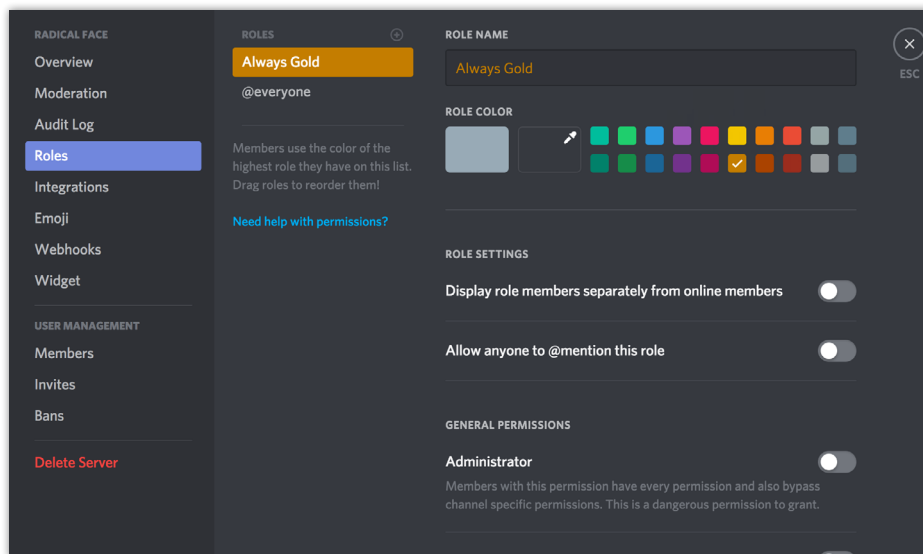 RADICAL FACE
Overview
Moderation
Audit Log
Roles
Integrations
Emoji
Webhooks
Widget
USER MANAGEMENT
Members
Invites
Bans
Delete Server
ROLES
Always Gold
@everyone
Members use the color of the
highest role they have on this list.
Drag roles to reorder them!
Need help with permissions?
ROLE NAME
Always Gold
ROLE COLOR
ROLE SETTINGS
Display role members separately from online members
Allow anyone to @mention this role
GENERAL PERMISSIONS
Administrator
Members with this permission have every permission and also bypass
channel specific permissions. This is a dangerous permission to grant.
ESC